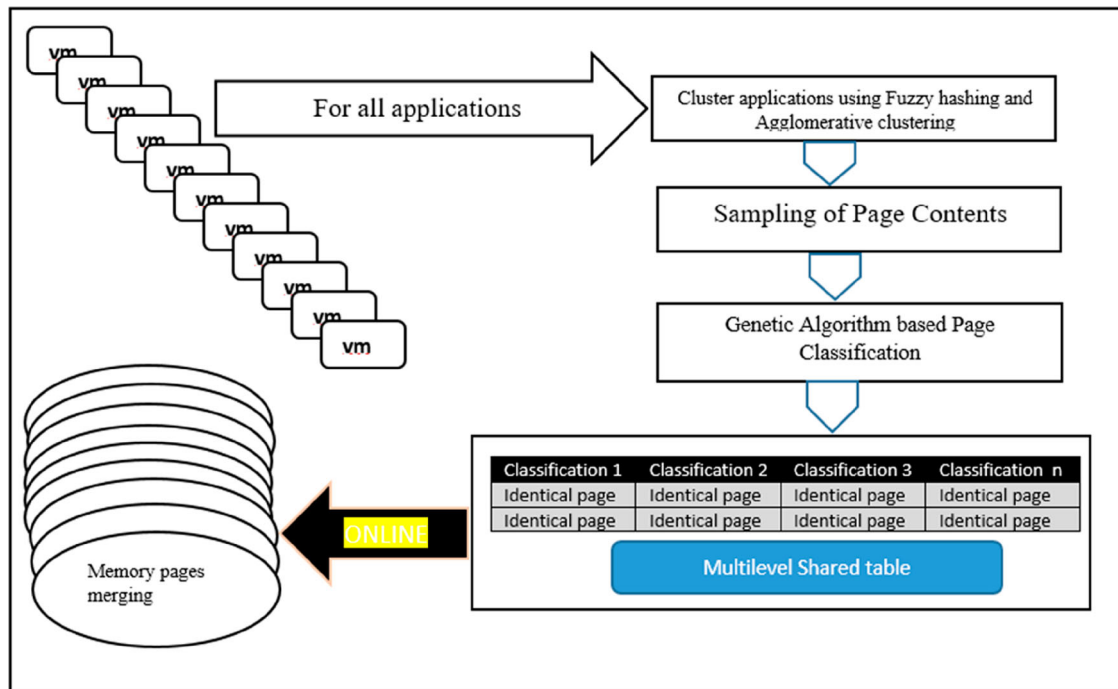 vm
vm
vm
vm
vm
vm
vm
vm
vm
vm
vm
For all applications
Cluster applications using Fuzzy hashing and
Agglomerative clustering
Sampling of Page Contents
Genetic Algorithm based Page
Classification
Classification 1 Classification 2 Classification 3 Classification n
Identical page Identical page Identical page Identical page
Identical page Identical page Identical page Identical page
Multilevel Shared table
ONLINE
Memory pages
merging